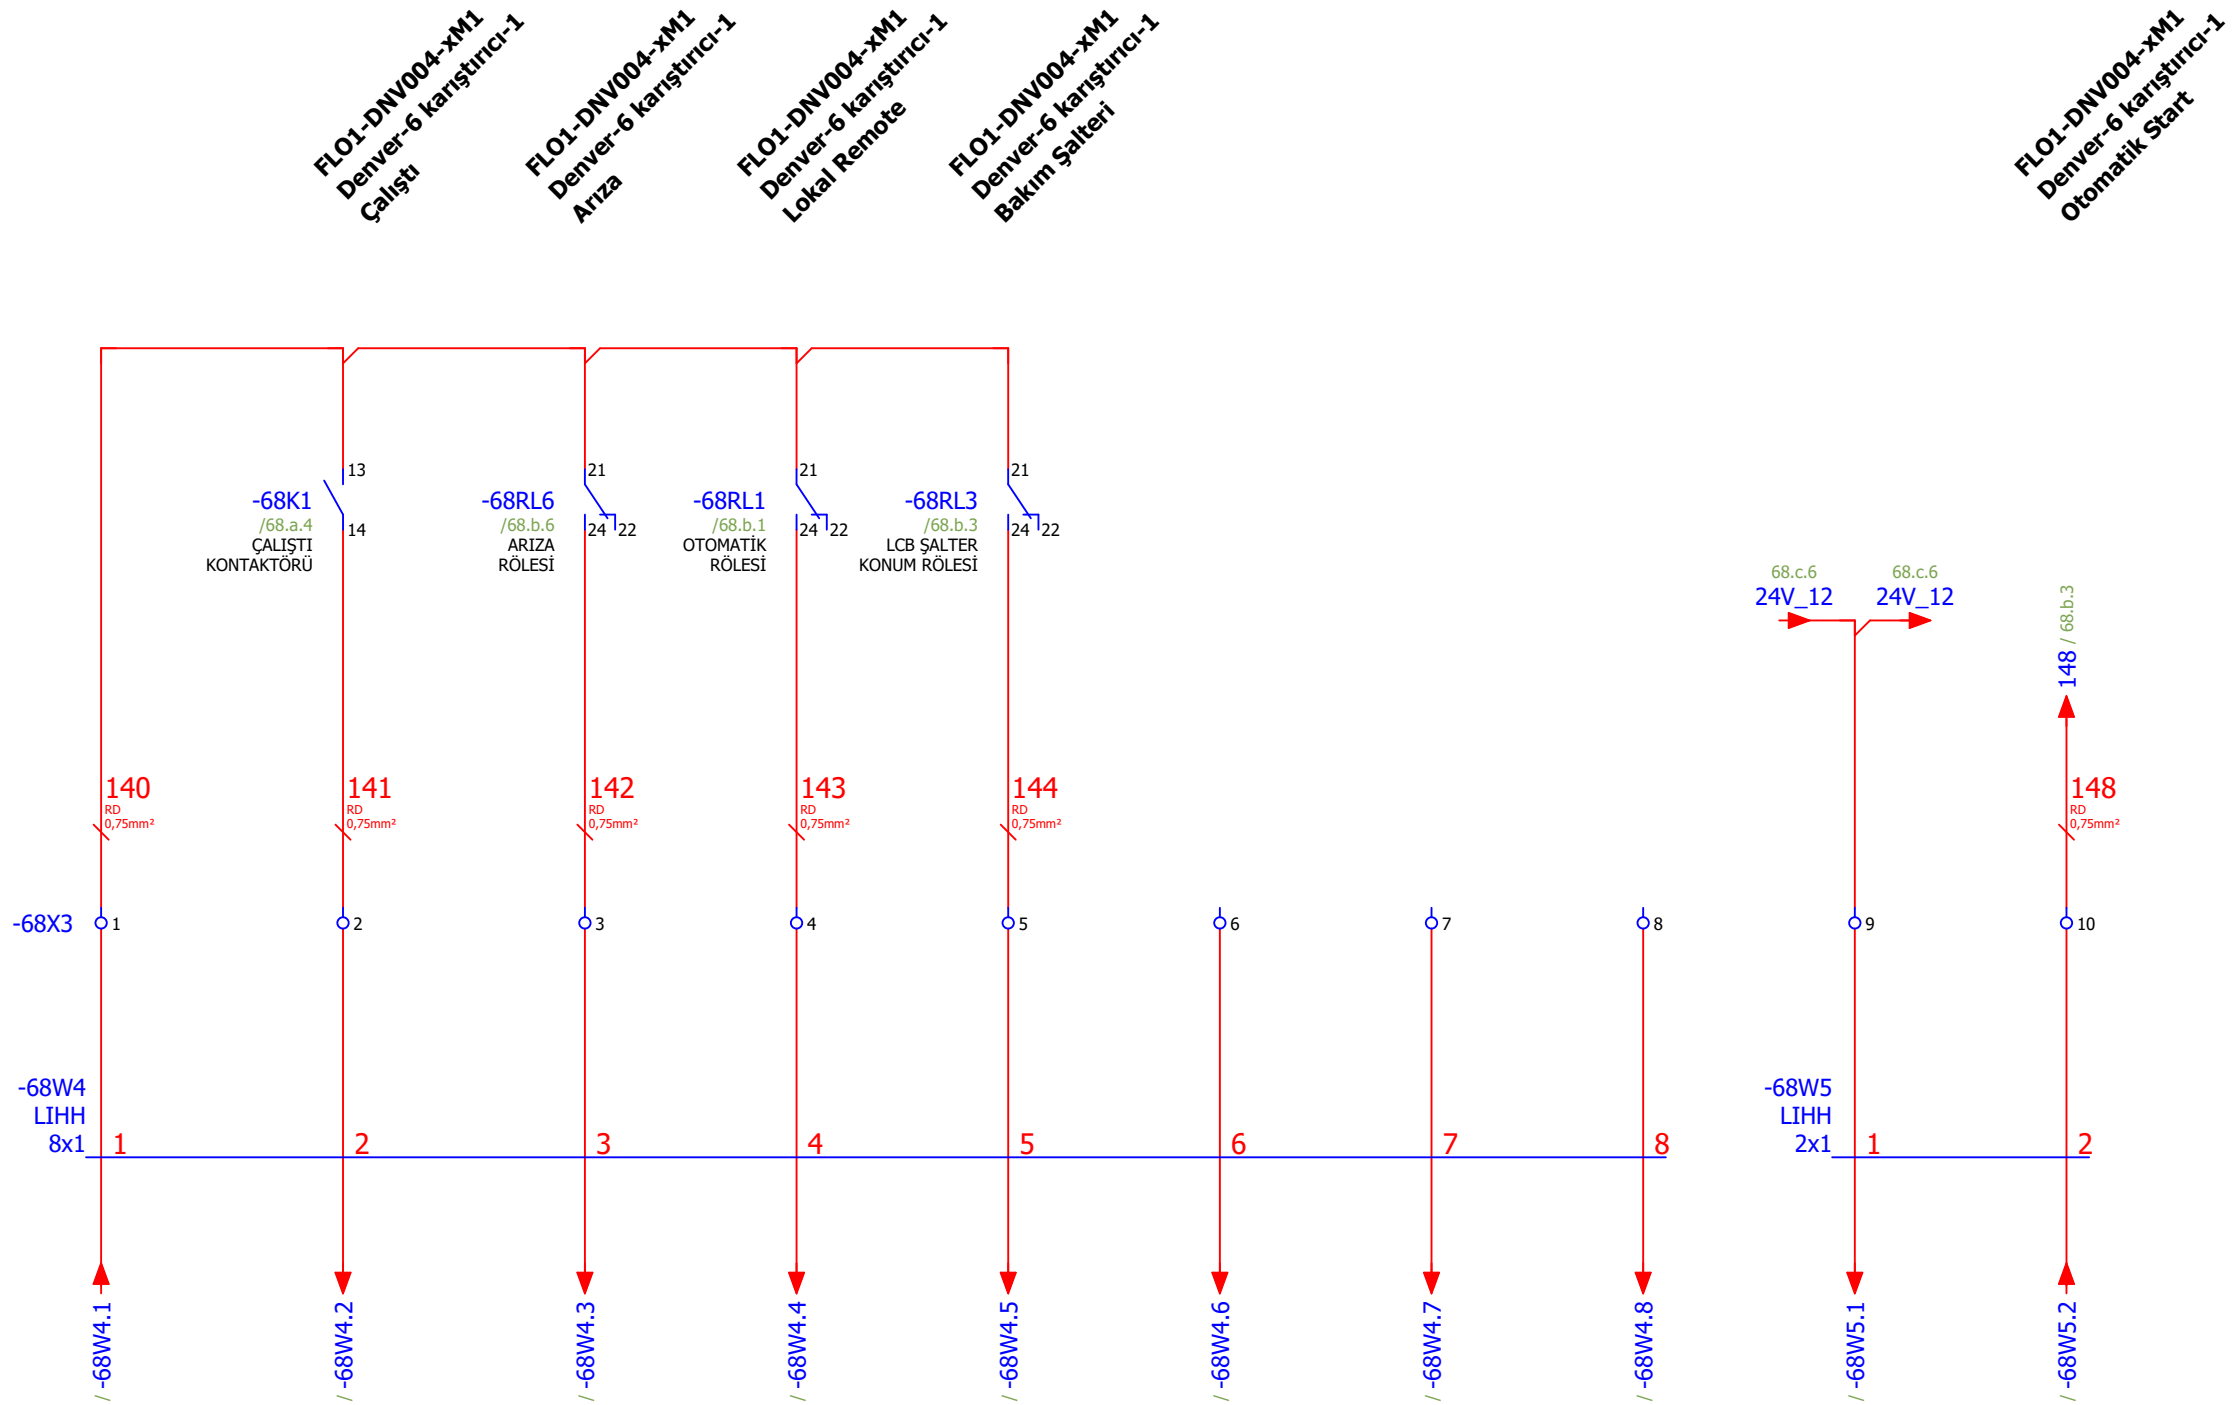 FLO1-DNV004-xM1
Denver-6 karıştırıcı-1
Çalıştı
FLO1-DNV004-xM1
Denver-6 karıştırıcı-1
Arıza
FLO1-DNV004-xM1
Denver-6 karıştırıcı-1
Lokal Remote
FLO1-DNV004-xM1
Denver-6 karıştırıcı-1
Bakım Şalteri
FLO1-DNV004-xM1
Denver-6 karıştırıcı-1
Otomatik Start
13
-68K1
/68.a.4
14
ÇALIŞTI
KONTAKTÖRÜ
21
-68RL6
/68.b.6
24 22
ARIZA
RÖLESİ
21
-68RL1
/68.b.1
24 22
OTOMATİK
RÖLESİ
21
-68RL3
/68.b.3
24 22
LCB ŞALTER
KONUM RÖLESİ
68.c.6
24V_12
68.c.6
24V_12
148 / 68.b.3
140
RD
0,75mm²
141
RD
0,75mm²
142
RD
0,75mm²
143
RD
0,75mm²
144
RD
0,75mm²
148
RD
0,75mm²
-68X3 1 2 3 4 5 6 7 8 9 10
-68W4
LIHH
8x1 1 2 3 4 5 6 7 8
-68W5
LIHH
2x1 1 2
/ -68W4.1
/ -68W4.2
/ -68W4.3
/ -68W4.4
/ -68W4.5
/ -68W4.6
/ -68W4.7
/ -68W4.8
/ -68W5.1
/ -68W5.2